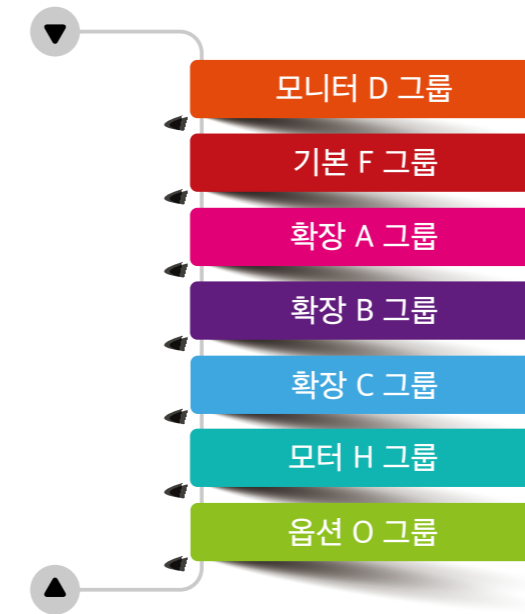 모니터 D 그룹
기본 F 그룹
확장 A 그룹
확장 B 그룹
확장 C 그룹
모터 H 그룹
옵션 O 그룹